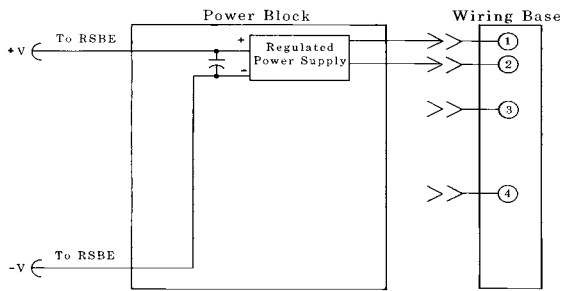 Power Block
Wiring Base
+V
To RSBE
+
Regulated
Power Supply
-
1
2
3
4
-V
To RSBE